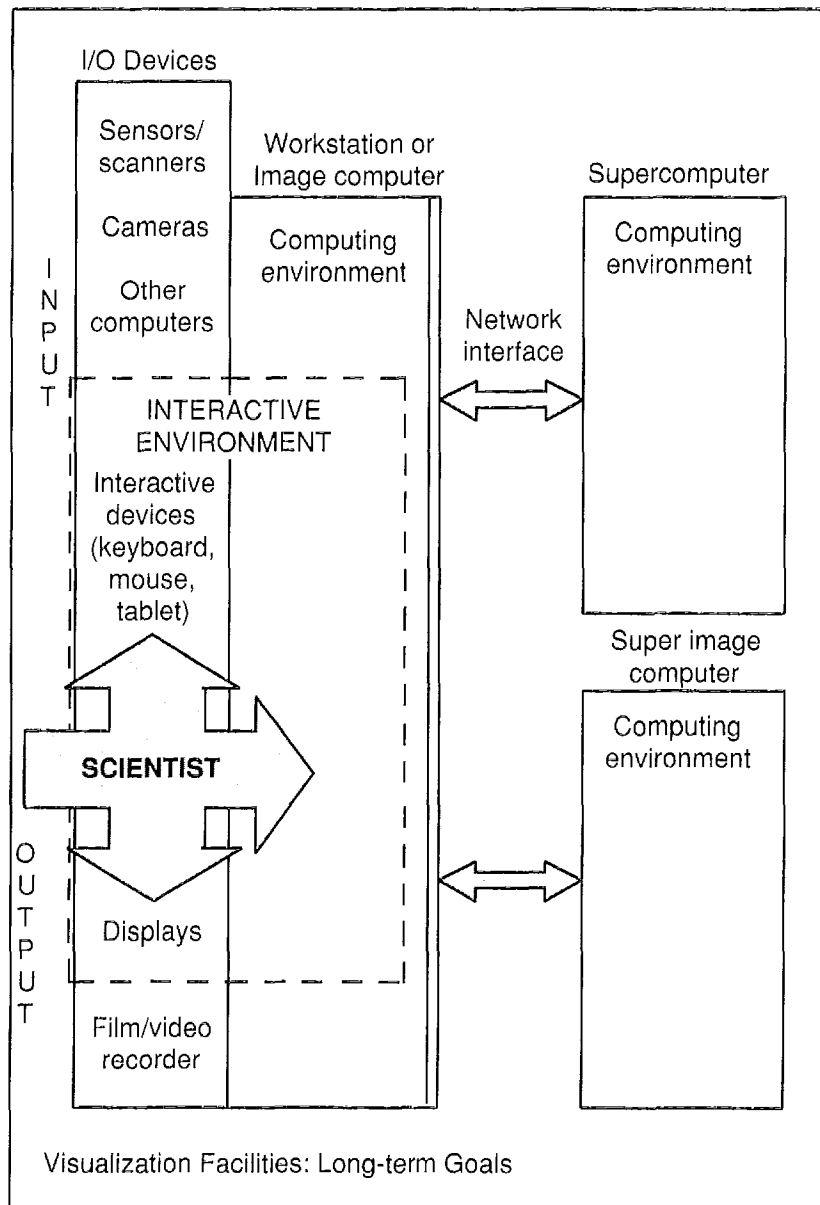 I/O Devices
Sensors/
scanners
Cameras
Other
computers
INPUT
Workstation or
Image computer
Computing
environment
INTERACTIVE
ENVIRONMENT
Interactive
devices
(keyboard,
mouse,
tablet)
SCIENTIST
OUTPUT
Displays
Film/video
recorder
Network
interface
Supercomputer
Computing
environment
Super image
computer
Computing
environment
Visualization Facilities: Long-term Goals